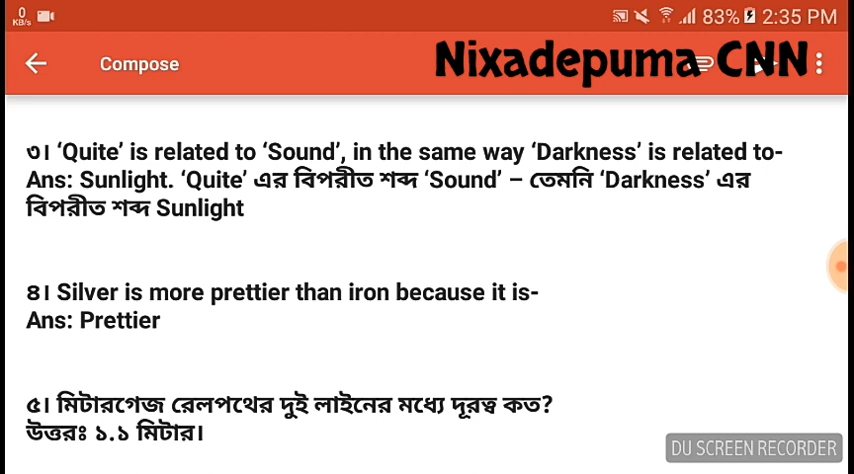 0
KB/s
83% 2:35 PM
Compose
Nixadepuma CNN
৩। ‘Quite’ is related to ‘Sound’, in the same way ‘Darkness’ is related to-
Ans: Sunlight. ‘Quite’ এর বিপরীত শব্দ ‘Sound’ – তেমনি ‘Darkness’ এর
বিপরীত শব্দ Sunlight
৪। Silver is more prettier than iron because it is-
Ans: Prettier
৫। মিটারগেজ রেলপথের দুই লাইনের মধ্যে দূরত্ব কত?
উত্তরঃ ১.১ মিটার।
DU SCREEN RECORDER